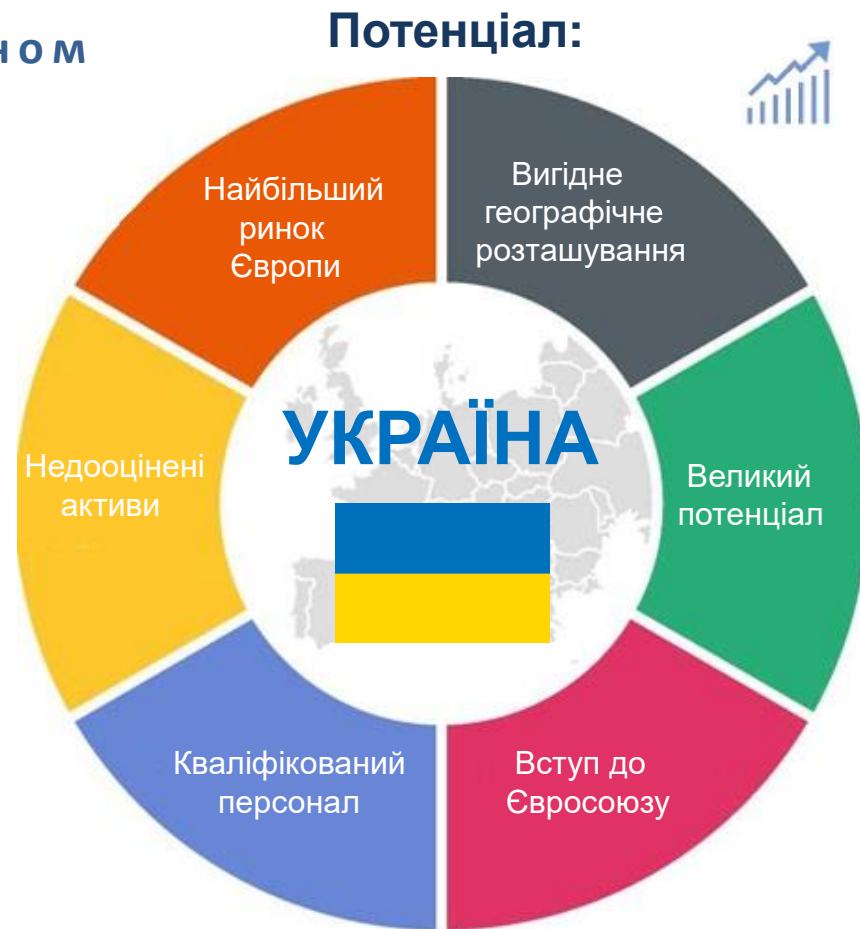 ном
Потенціал:
Найбільший
ринок
Європи
Вигідне
географічне
розташування
Недооцінені
активи
УКРАЇНА
Великий
потенціал
Кваліфікований
персонал
Вступ до
Євросоюзу